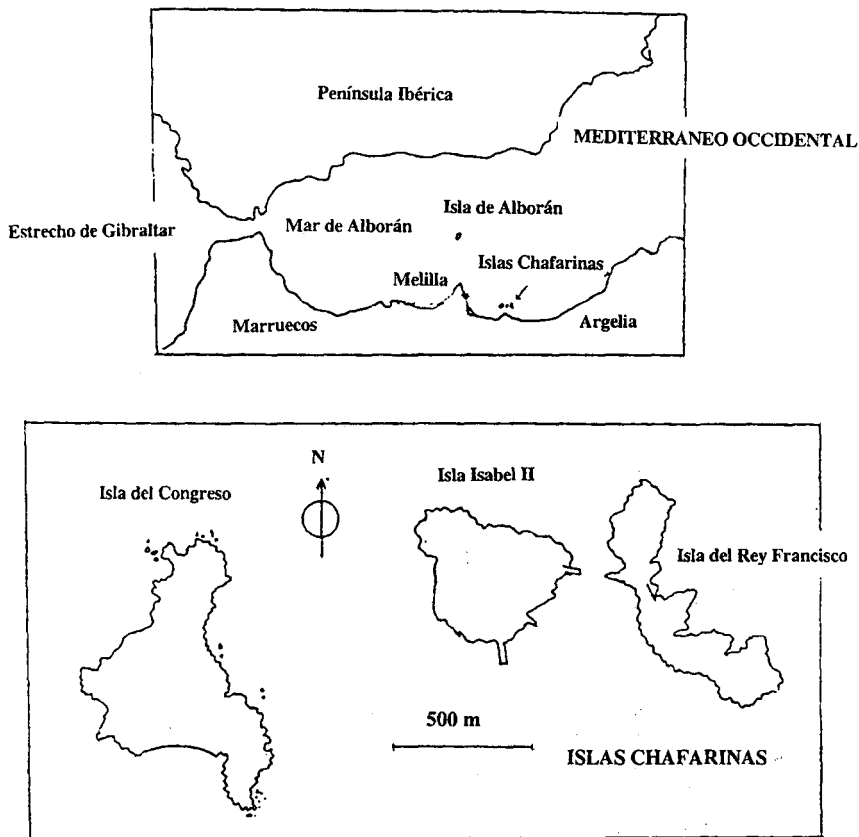 Península Ibérica
MEDITERRANEO OCCIDENTAL
Estrecho de Gibraltar
Mar de Alborán
Isla de Alborán
Islas Chafarinas
Melilla
Marruecos
Argelia
N
Isla del Congreso
Isla Isabel II
Isla del Rey Francisco
500 m
ISLAS CHAFARINAS